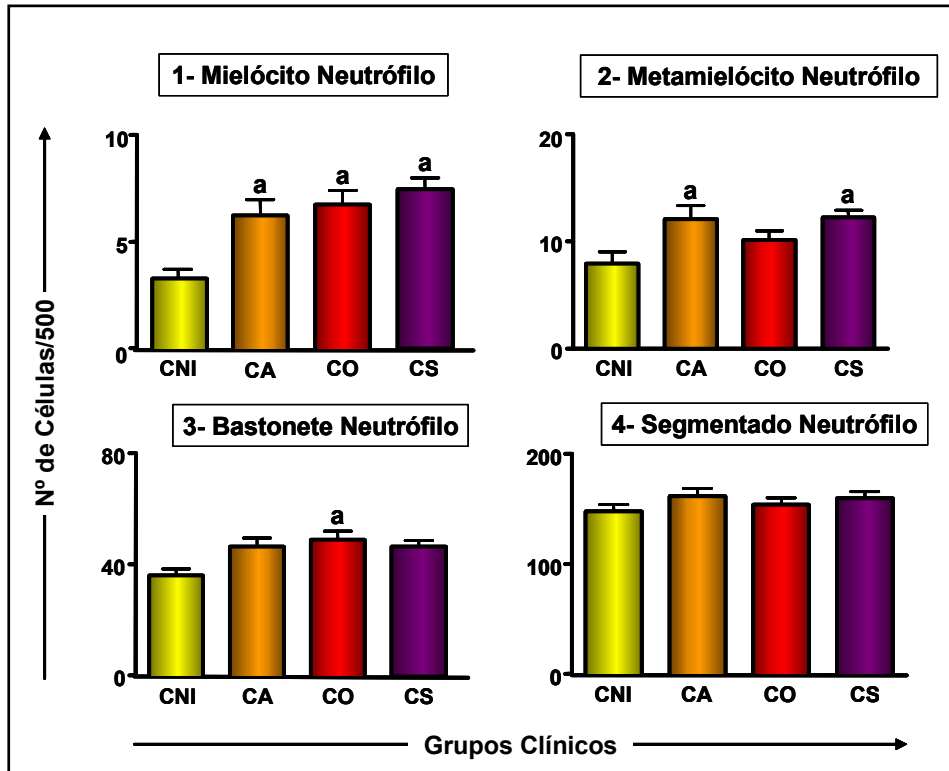 1- Mielócito Neutrófilo
10
5
0
a
a
a
CNI
CA
CO
CS
2- Metamielócito Neutrófilo
20
10
0
a
a
CNI
CA
CO
CS
3- Bastonete Neutrófilo
80
40
0
a
CNI
CA
CO
CS
4- Segmentado Neutrófilo
200
100
0
CNI
CA
CO
CS
Nº de Células/500
Grupos Clínicos